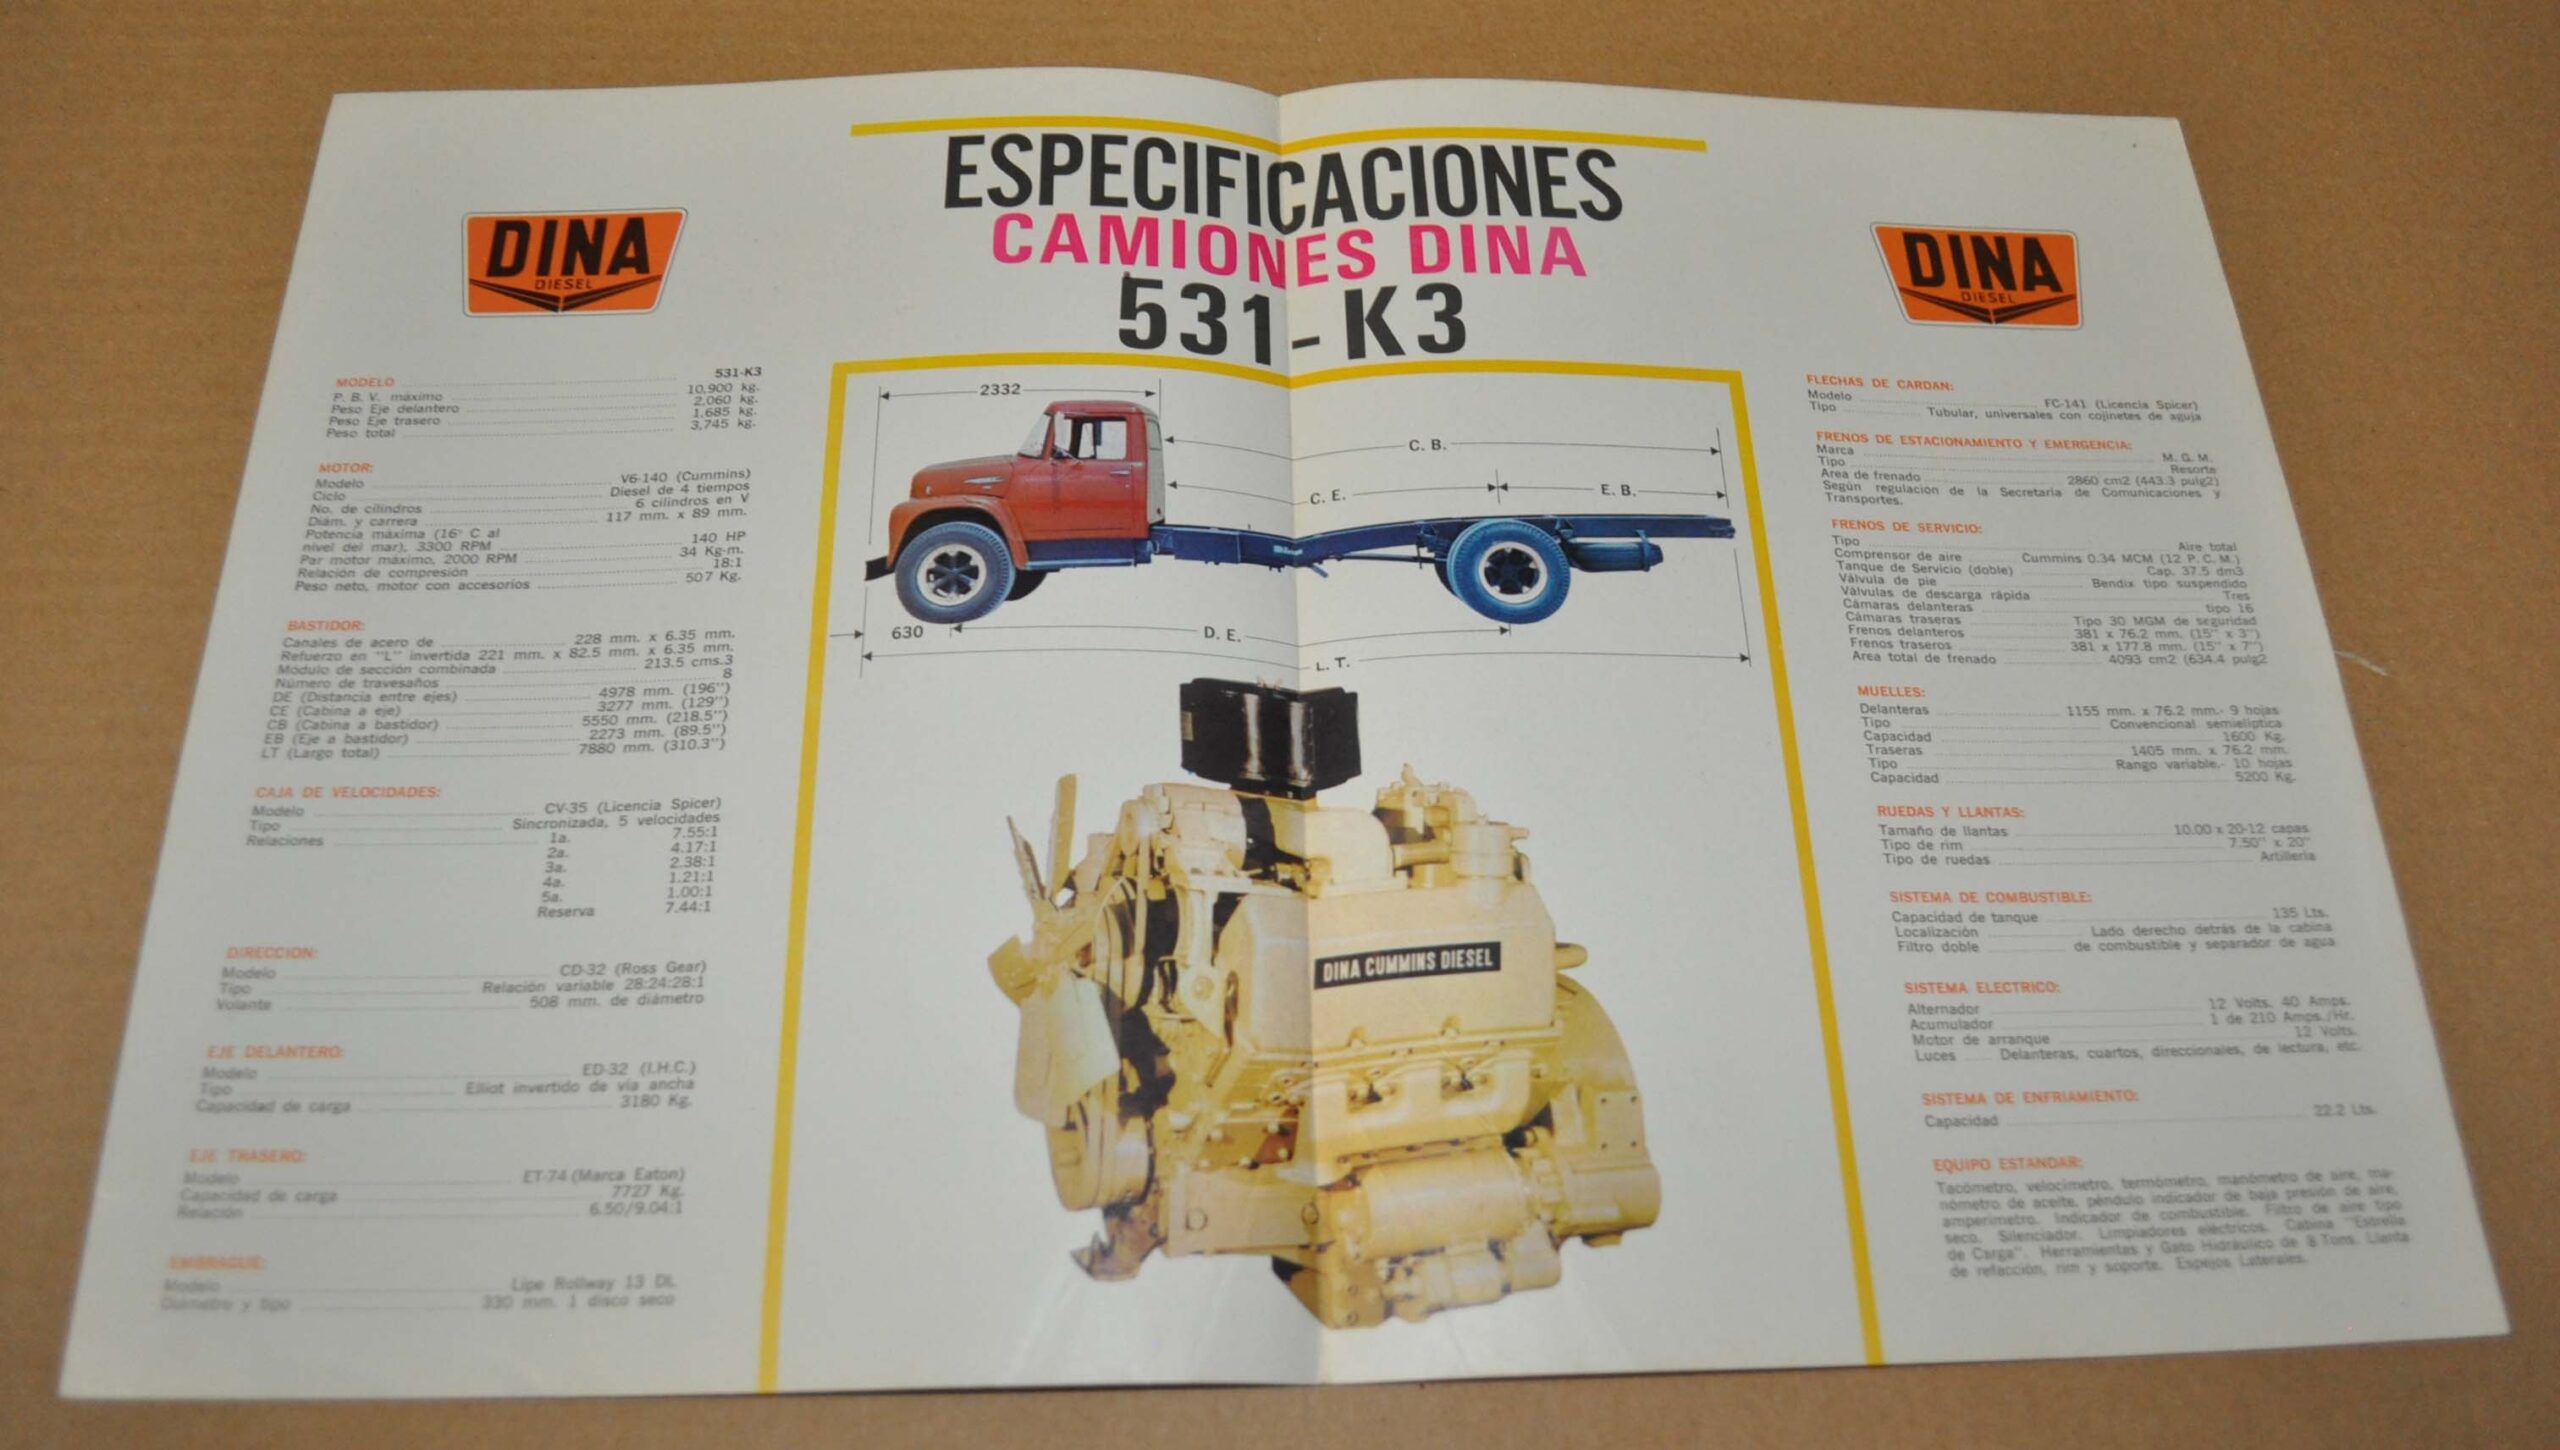 ESPECIFICACIONES
CAMIONES DINA
531-K3
DINA
DIESEL
MODELO 531-K3
P. B. V. máximo 10,900 kg.
Peso Eje delantero 2,060 kg.
Peso Eje trasero 1,685 kg.
Peso total 3,745 kg.
MOTOR:
Modelo V6-140 (Cummins)
Ciclo Diesel de 4 tiempos
No. de cilindros 6 cilindros en V
Diám. y carrera 117 mm. x 89 mm.
Potencia máxima (16° C al
nivel del mar), 3300 RPM 140 HP
Par motor máximo, 2000 RPM 34 Kg-m.
Relación de compresión 18:1
Peso neto, motor con accesorios 507 Kg.
BASTIDOR:
Canales de acero de 228 mm. x 6.35 mm.
Refuerzo en "L" invertida 221 mm. x 82.5 mm. x 6.35 mm.
Módulo de sección combinada 213.5 cms.3
Número de travesaños 8
DE (Distancia entre ejes) 4978 mm. (196")
CE (Cabina a eje) 3277 mm. (129")
CB (Cabina a bastidor) 5550 mm. (218.5")
EB (Eje a bastidor) 2273 mm. (89.5")
LT (Largo total) 7880 mm. (310.3")
CAJA DE VELOCIDADES:
Modelo CV-35 (Licencia Spicer)
Tipo Sincronizada, 5 velocidades
Relaciones 1a. 7.55:1
2a. 4.17:1
3a. 2.38:1
4a. 1.21:1
5a. 1.00:1
Reserva 7.44:1
DIRECCION:
Modelo CD-32 (Ross Gear)
Tipo Relación variable 28:24:28:1
Volante 508 mm. de diámetro
EJE DELANTERO:
Modelo ED-32 (I.H.C.)
Tipo Elliot invertido de vía ancha
Capacidad de carga 3180 Kg.
EJE TRASERO:
Modelo ET-74 (Marca Eaton)
Capacidad de carga 7727 Kg.
Relación 6.50/9.04:1
EMBRAGUE:
Modelo Lipe Rollway 13 DL
Diámetro y tipo 330 mm. 1 disco seco
2332
C. B.
C. E.
E. B.
630
D. E.
L. T.
DINA CUMMINS DIESEL
DINA
DIESEL
FLECHAS DE CARDAN:
Modelo FC-141 (Licencia Spicer)
Tipo Tubular, universales con cojinetes de aguja
FRENOS DE ESTACIONAMIENTO Y EMERGENCIA:
Marca M. G. M.
Tipo Resorte
Area de frenado 2860 cm2 (443.3 pulg2)
Según regulación de la Secretaría de Comunicaciones y
Transportes.
FRENOS DE SERVICIO:
Tipo Aire total
Comprensor de aire Cummins 0.34 MCM (12 P. C. M.)
Tanque de Servicio (doble) Cap. 37.5 dm3
Válvula de pie Bendix tipo suspendido
Válvulas de descarga rápida Tres
Cámaras delanteras tipo 16
Cámaras traseras Tipo 30 MGM de seguridad
Frenos delanteros 381 x 76.2 mm. (15" x 3")
Frenos traseros 381 x 177.8 mm. (15" x 7")
Area total de frenado 4093 cm2 (634.4 pulg2
MUELLES:
Delanteras 1155 mm. x 76.2 mm.- 9 hojas
Tipo Convencional semielíptica
Capacidad 1600 Kg.
Traseras 1405 mm. x 76.2 mm.
Tipo Rango variable.- 10 hojas
Capacidad 5200 Kg.
RUEDAS Y LLANTAS:
Tamaño de llantas 10.00 x 20-12 capas
Tipo de rim 7.50" x 20"
Tipo de ruedas Artillería
SISTEMA DE COMBUSTIBLE:
Capacidad de tanque 135 Lts.
Localización Lado derecho detrás de la cabina
Filtro doble de combustible y separador de agua
SISTEMA ELECTRICO:
Alternador 12 Volts. 40 Amps.
Acumulador 1 de 210 Amps./Hr.
Motor de arranque 12 Volts.
Luces Delanteras, cuartos, direccionales, de lectura, etc.
SISTEMA DE ENFRIAMIENTO:
Capacidad 22.2 Lts.
EQUIPO ESTANDAR:
Tacómetro, velocímetro, termómetro, manómetro de aire, ma-
nómetro de aceite, péndulo indicador de baja presión de aire,
amperímetro. Indicador de combustible. Filtro de aire tipo
seco. Silenciador. Limpiadores eléctricos. Cabina "Estrella
de Carga". Herramientas y Gato Hidráulico de 8 Tons. Llanta
de refacción, rim y soporte. Espejos Laterales.